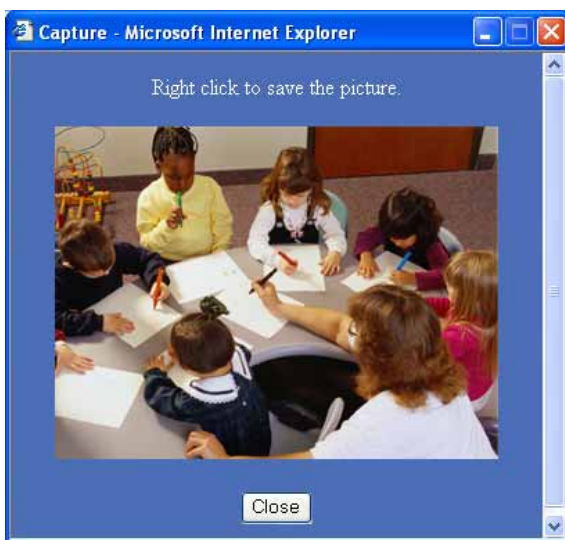 Capture - Microsoft Internet Explorer
Right click to save the picture.
Close